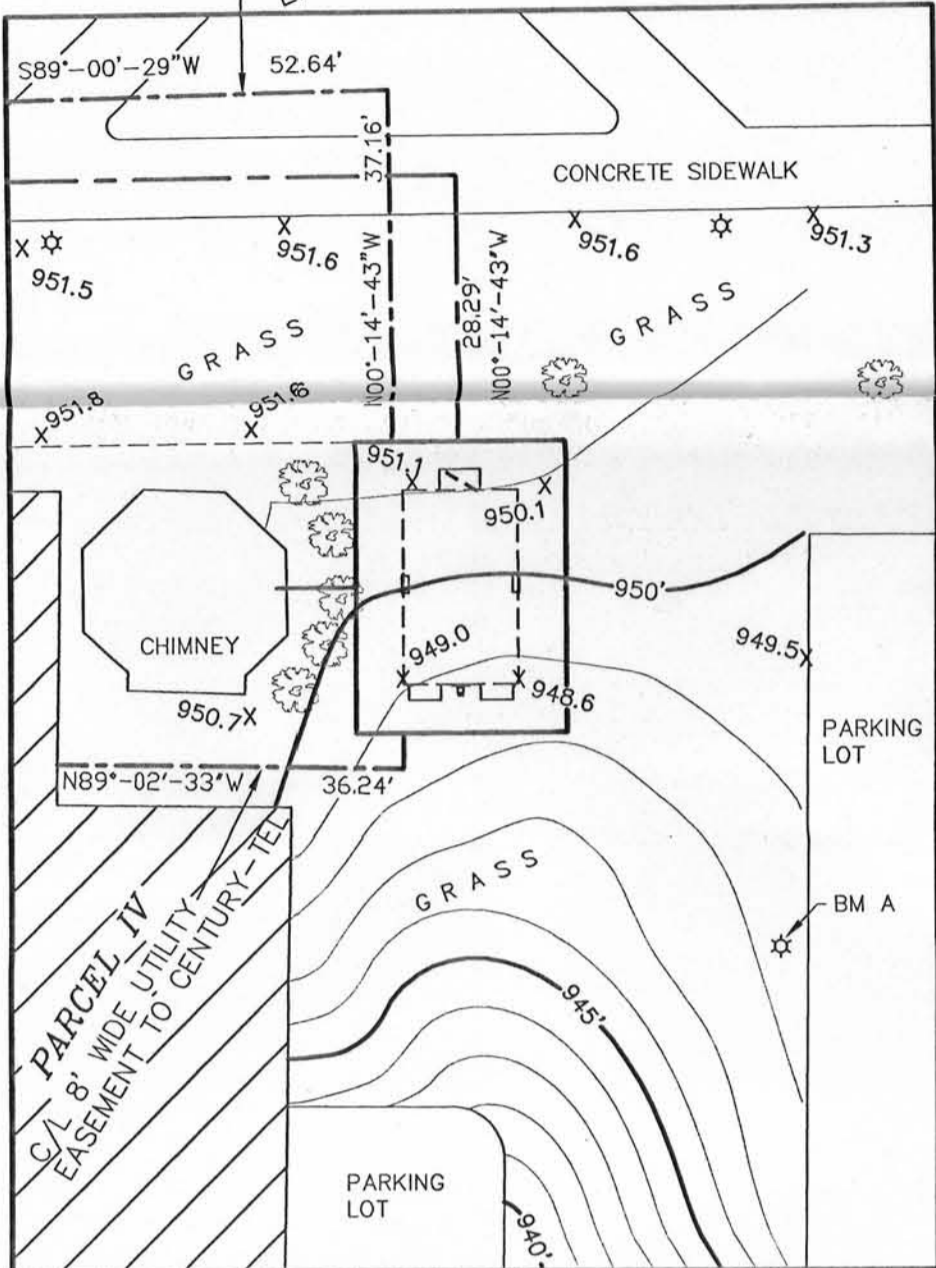 S89°-00'-29"W 52.64'
37.16'
CONCRETE SIDEWALK
951.5
951.6
951.6
951.3
N00°-14'-43"W
28.29'
N00°-14'-43"W
GRASS
GRASS
951.8
951.6
951.1
950.1
950'
CHIMNEY
949.0
949.5
948.6
950.7
PARKING
LOT
N89°-02'-33"W 36.24'
GRASS
BM A
PARCEL IV
C/L 8' WIDE UTILITY
EASEMENT TO CENTURY-TEL
945'
PARKING
LOT
940'